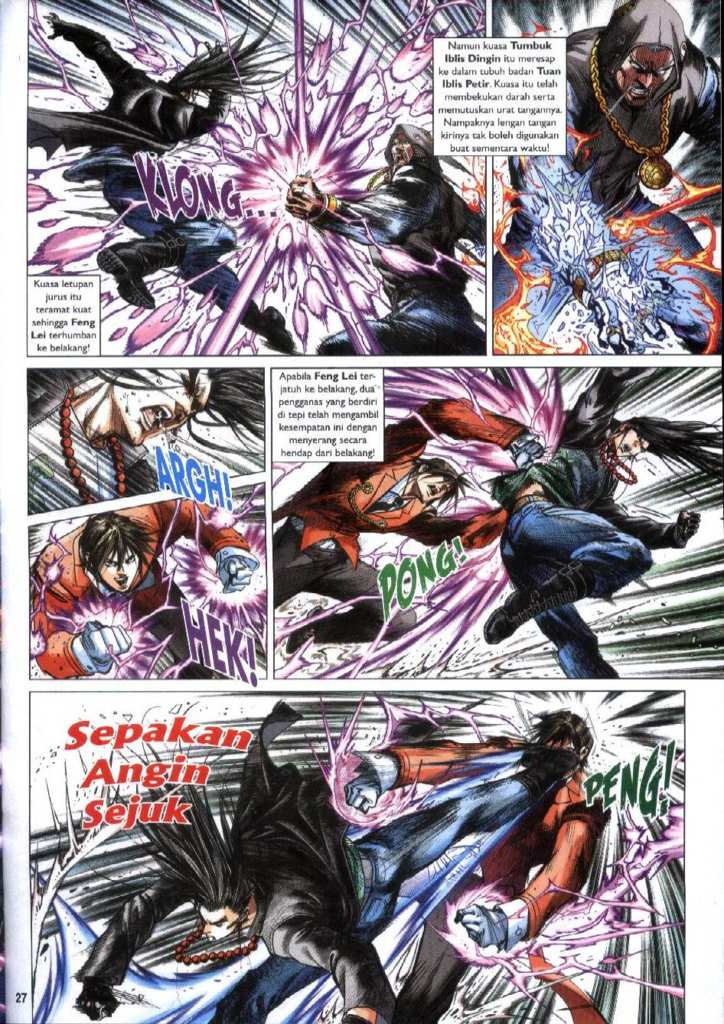 KLONG...
Kuasa letupan
jurus itu
teramat kuat
sehingga Feng
Lei terhumban
ke belakang!
Namun kuasa Tumbuk
Iblis Dingin itu meresap
ke dalam tubuh badan Tuan
Iblis Petir. Kuasa itu telah
membekukan darah serta
memutuskan urat tangannya.
Nampaknya lengan tangan
kirinya tak boleh digunakan
buat sementara waktu!
ARGH!
HEK!
Apabila Feng Lei ter-
jatuh ke belakang, dua
pengganas yang berdiri
di tepi telah mengambil
kesempatan ini dengan
menyerang secara
hendap dari belakang!
PONG!
Sepakan
Angin
Sejuk
PENG!
27